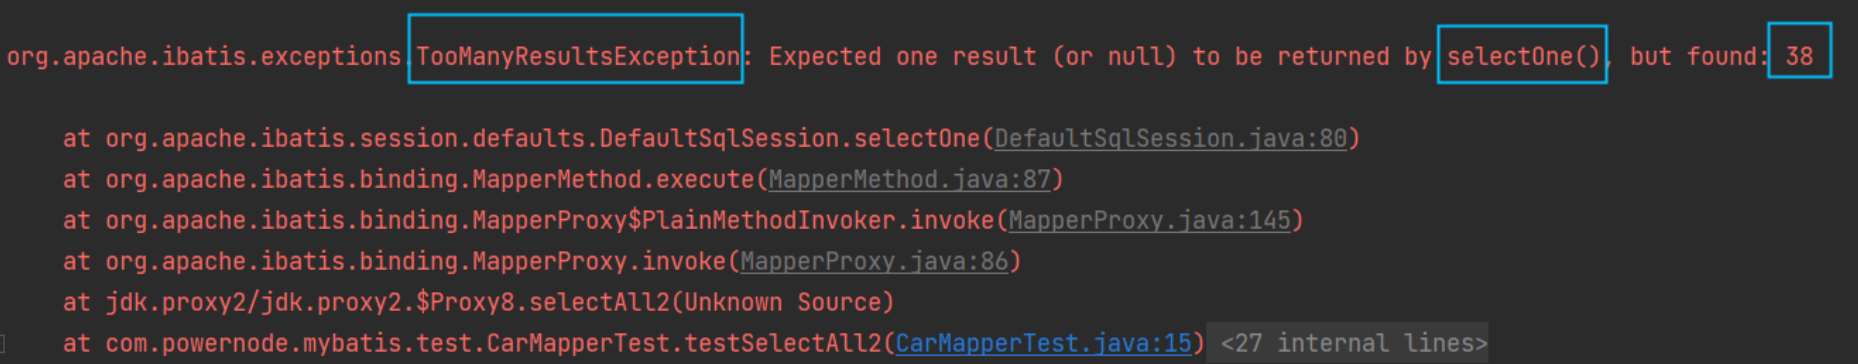 org.apache.ibatis.exceptions.TooManyResultsException: Expected one result (or null) to be returned by selectOne(), but found: 38
at org.apache.ibatis.session.defaults.DefaultSqlSession.selectOne(DefaultSqlSession.java:80)
at org.apache.ibatis.binding.MapperMethod.execute(MapperMethod.java:87)
at org.apache.ibatis.binding.MapperProxy$PlainMethodInvoker.invoke(MapperProxy.java:145)
at org.apache.ibatis.binding.MapperProxy.invoke(MapperProxy.java:86)
at jdk.proxy2/jdk.proxy2.$Proxy8.selectAll2(Unknown Source)
at com.powernode.mybatis.test.CarMapperTest.testSelectAll2(CarMapperTest.java:15) <27 internal lines>